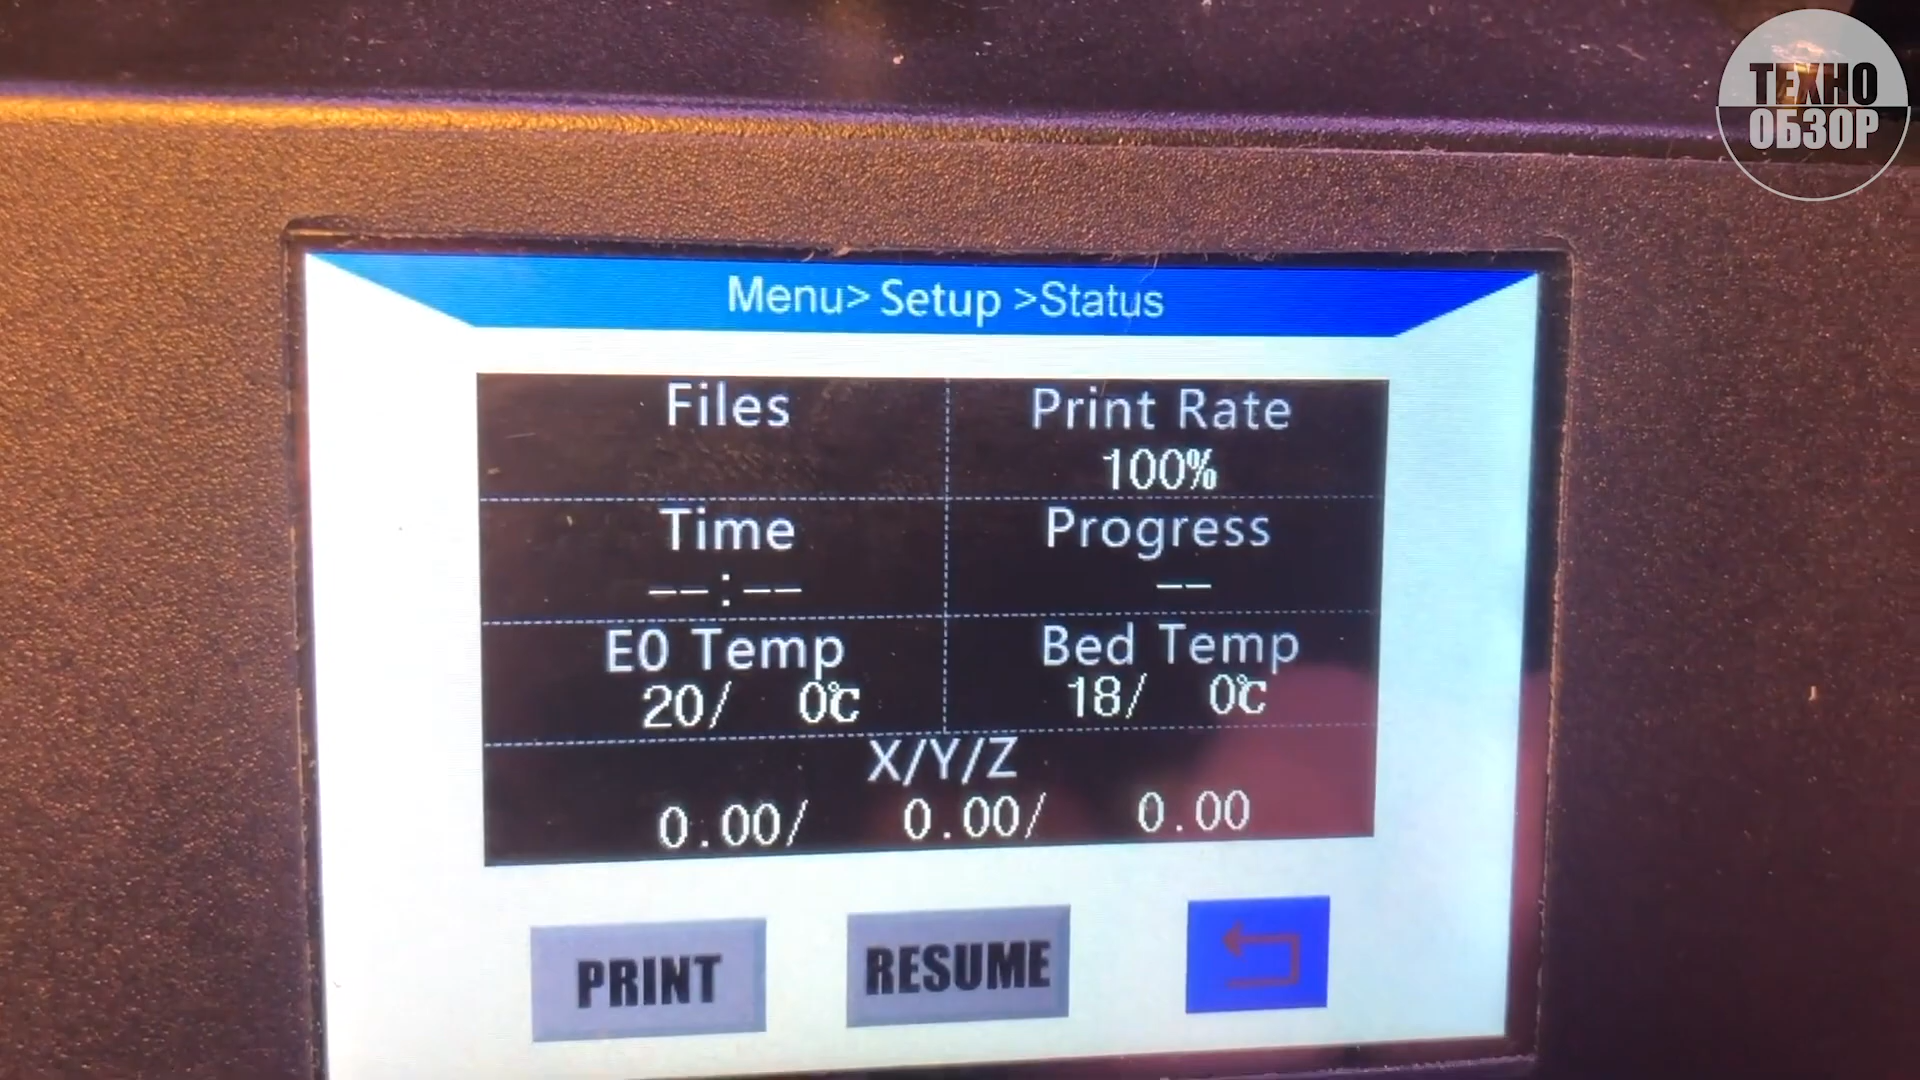 ТЕХНО
ОБЗОР
Menu> Setup >Status
Files
Print Rate
100%
Time
--:--
Progress
--
E0 Temp
20/ 0℃
Bed Temp
18/ 0℃
X/Y/Z
0.00/ 0.00/ 0.00
PRINT
RESUME